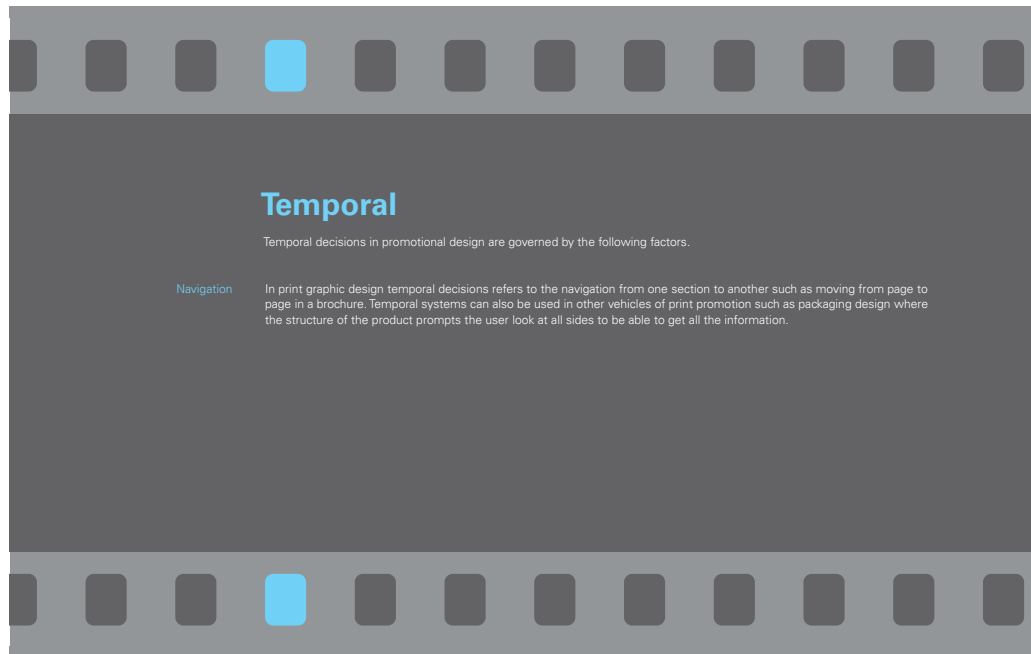 Temporal
Temporal decisions in promotional design are governed by the following factors.
Navigation
In print graphic design temporal decisions refers to the navigation from one section to another such as moving from page to
page in a brochure. Temporal systems can also be used in other vehicles of print promotion such as packaging design where
the structure of the product prompts the user look at all sides to be able to get all the information.